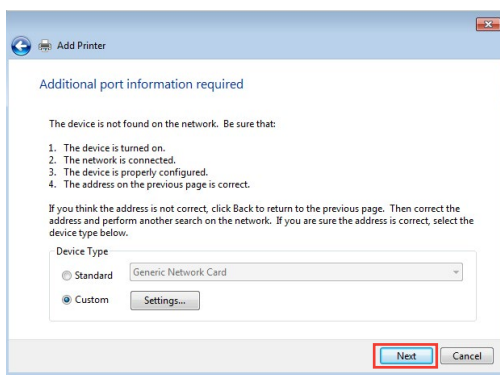 Add Printer
Additional port information required
The device is not found on the network. Be sure that:
1. The device is turned on.
2. The network is connected.
3. The device is properly configured.
4. The address on the previous page is correct.
If you think the address is not correct, click Back to return to the previous page. Then correct the
address and perform another search on the network. If you are sure the address is correct, select the
device type below.
Device Type
Standard Generic Network Card
Custom Settings...
Next Cancel